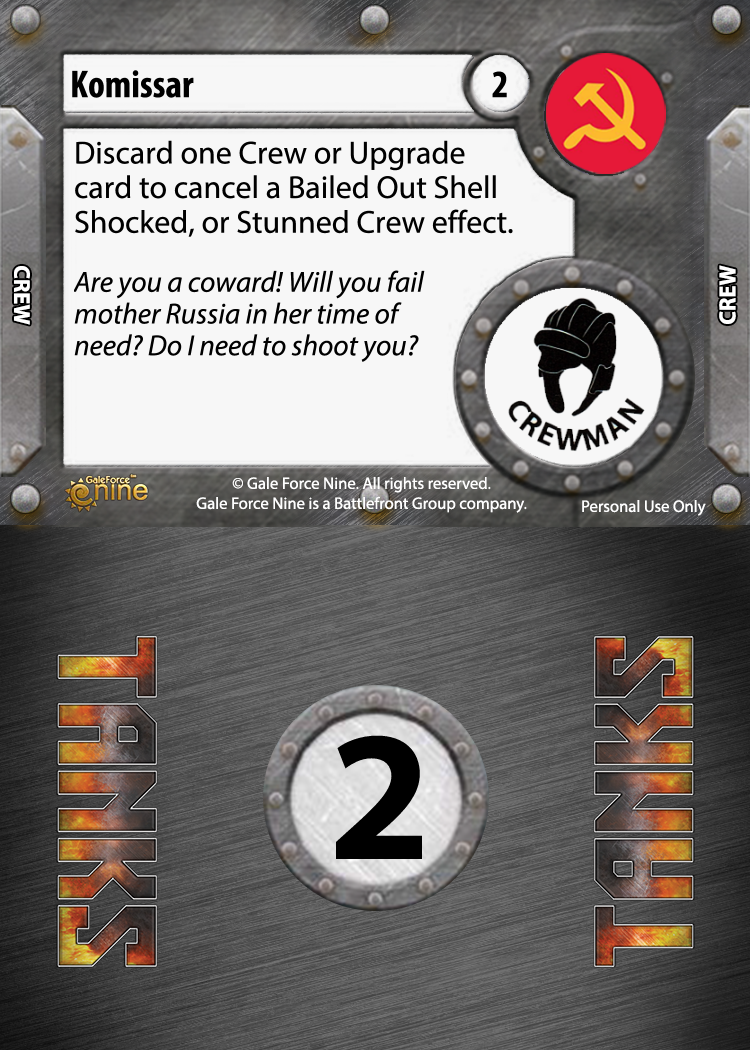 Komissar
2
Discard one Crew or Upgrade
card to cancel a Bailed Out Shell
Shocked, or Stunned Crew effect.
Are you a coward! Will you fail
mother Russia in her time of
need? Do I need to shoot you?
CREW
CREW
CREWMAN
GaleForce™
nine
© Gale Force Nine. All rights reserved.
Gale Force Nine is a Battlefront Group company.
Personal Use Only
TANKS
2
TANKS